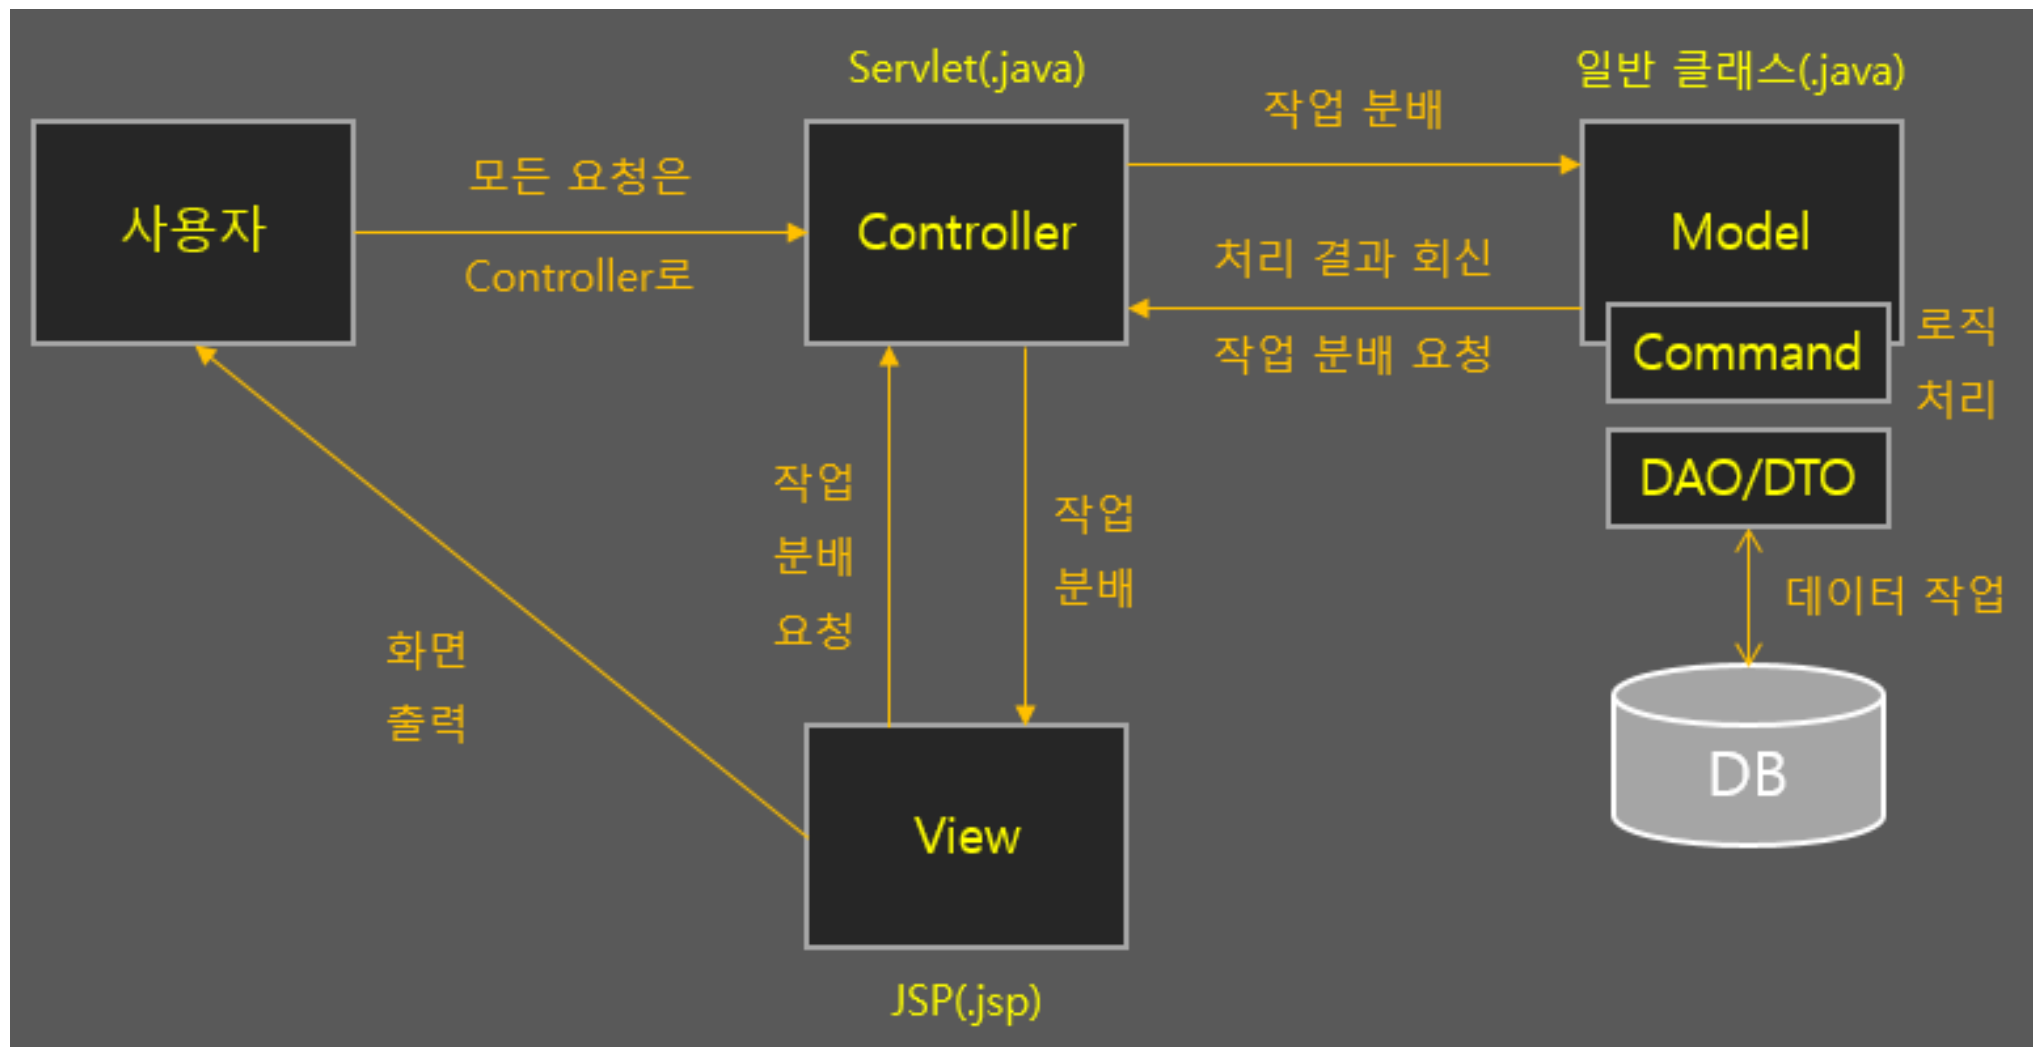 Servlet(.java)
일반 클래스(.java)
작업 분배
사용자
모든 요청은
Controller로
Controller
Model
처리 결과 회신
작업 분배 요청
Command
로직
처리
DAO/DTO
작업
분배
요청
작업
분배
데이터 작업
화면
출력
DB
View
JSP(.jsp)